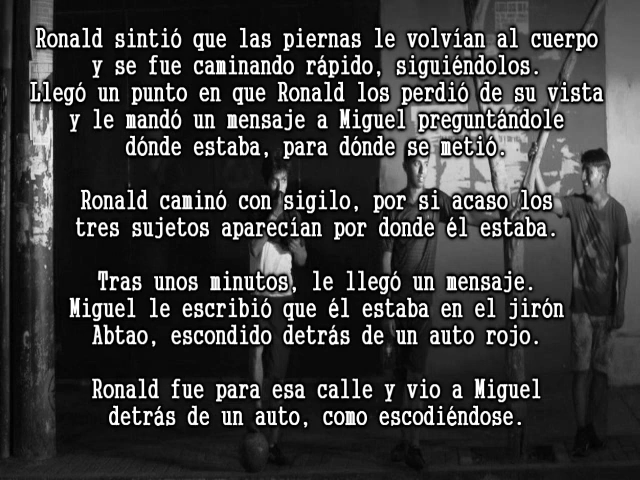 Ronald sintió que las piernas le volvían al cuerpo
y se fue caminando rápido, siguiéndolos.
Llegó un punto en que Ronald los perdió de su vista
y le mandó un mensaje a Miguel preguntándole
dónde estaba, para dónde se metió.
Ronald caminó con sigilo, por si acaso los
tres sujetos aparecían por donde él estaba.
Tras unos minutos, le llegó un mensaje.
Miguel le escribió que él estaba en el jirón
Abtao, escondido detrás de un auto rojo.
Ronald fue para esa calle y vio a Miguel
detrás de un auto, como escodiéndose.